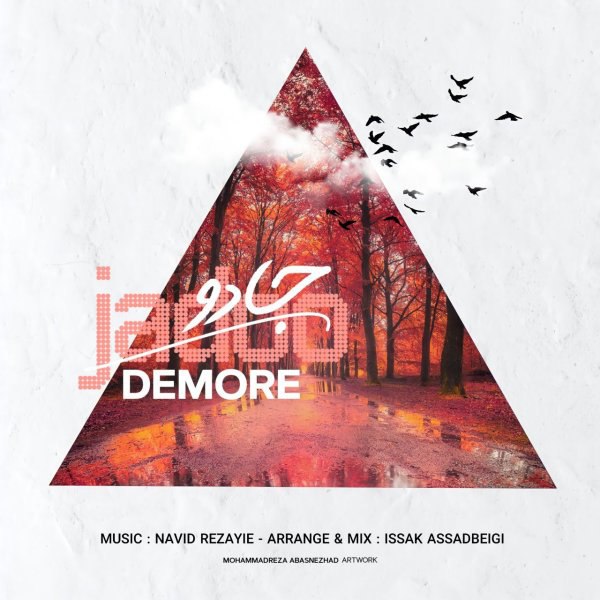 جادو
jadoo
DEMORE
MUSIC : NAVID REZAYIE - ARRANGE & MIX : ISSAK ASSADBEIGI
MOHAMMADREZA ABASNEZHAD ARTWORK